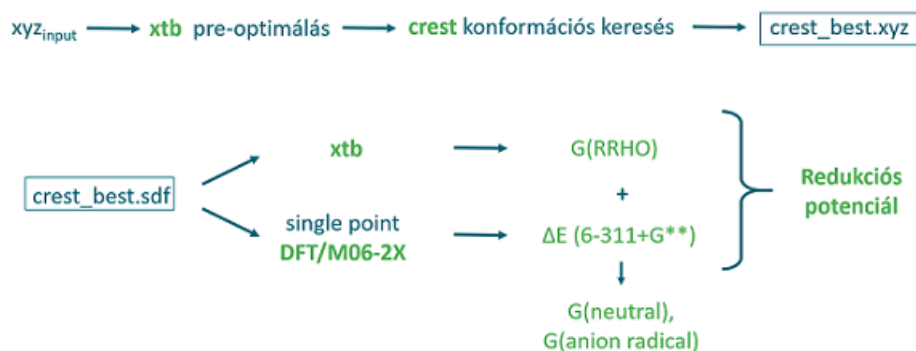 xyzinput xtb pre-optimálás crest konformációs keresés crest_best.xyz
xtb G(RRHO)
crest_best.sdf + Redukciós potenciál
single point
DFT/M06-2X ΔE (6-311+G**)
G(neutral),
G(anion radical)